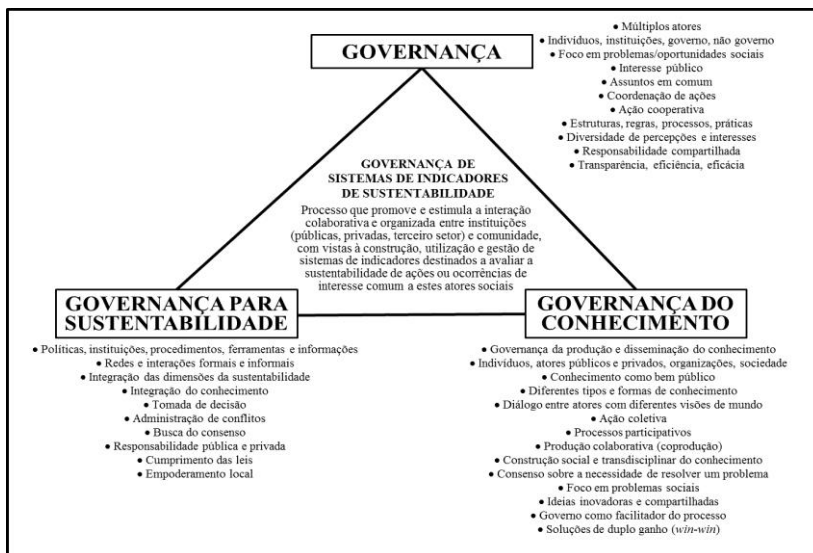 GOVERNANÇA
• Múltiplos atores
• Indivíduos, instituições, governo, não governo
• Foco em problemas/oportunidades sociais
• Interesse público
• Assuntos em comum
• Coordenação de ações
• Ação cooperativa
• Estruturas, regras, processos, práticas
• Diversidade de percepções e interesses
• Responsabilidade compartilhada
• Transparência, eficiência, eficácia
GOVERNANÇA DE
SISTEMAS DE INDICADORES
DE SUSTENTABILIDADE
Processo que promove e estimula a interação
colaborativa e organizada entre instituições
(públicas, privadas, terceiro setor) e comunidade,
com vistas à construção, utilização e gestão de
sistemas de indicadores destinados a avaliar a
sustentabilidade de ações ou ocorrências de
interesse comum a estes atores sociais
GOVERNANÇA PARA
SUSTENTABILIDADE
• Políticas, instituições, procedimentos, ferramentas e informações
• Redes e interações formais e informais
• Integração das dimensões da sustentabilidade
• Integração do conhecimento
• Tomada de decisão
• Administração de conflitos
• Busca do consenso
• Responsabilidade pública e privada
• Cumprimento das leis
• Empoderamento local
GOVERNANÇA DO
CONHECIMENTO
• Governança da produção e disseminação do conhecimento
• Indivíduos, atores públicos e privados, organizações, sociedade
• Conhecimento como bem público
• Diferentes tipos e formas de conhecimento
• Diálogo entre atores com diferentes visões de mundo
• Ação coletiva
• Processos participativos
• Produção colaborativa (coprodução)
• Construção social e transdisciplinar do conhecimento
• Consenso sobre a necessidade de resolver um problema
• Foco em problemas sociais
• Ideias inovadoras e compartilhadas
• Governo como facilitador do processo
• Soluções de duplo ganho (win-win)